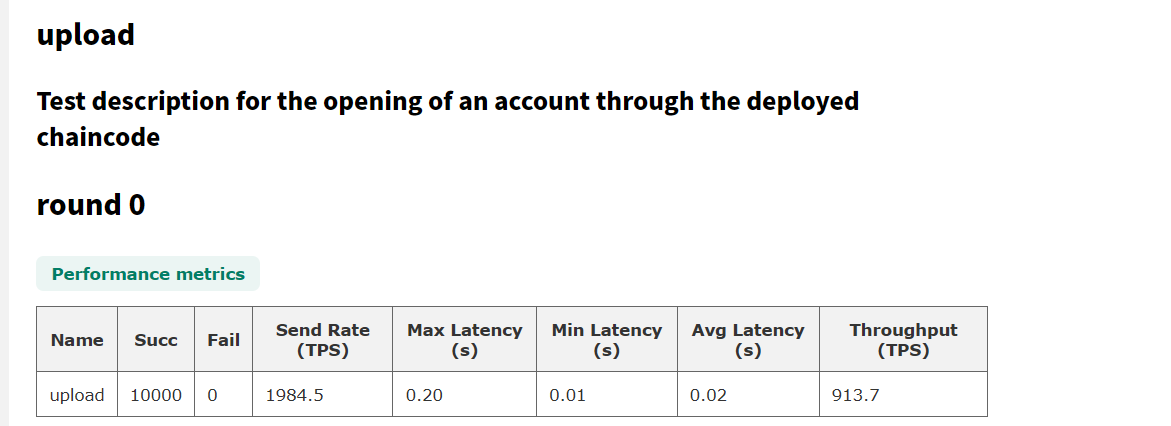 upload
Test description for the opening of an account through the deployed
chaincode
round 0
Performance metrics
Name Succ Fail Send Rate (TPS) Max Latency (s) Min Latency (s) Avg Latency (s) Throughput (TPS)
upload 10000 0 1984.5 0.20 0.01 0.02 913.7